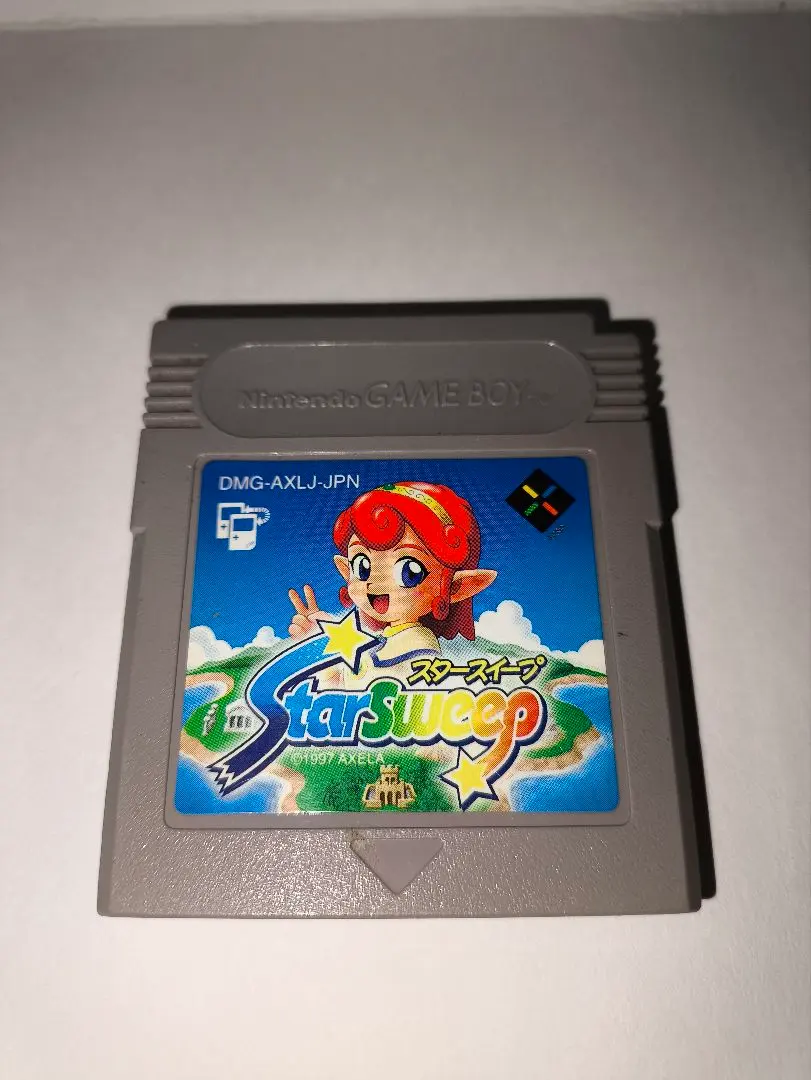 Nintendo GAME BOY
DMG-AXLJ-JPN
スタースイープ
StarSweep
©1997 AXELA